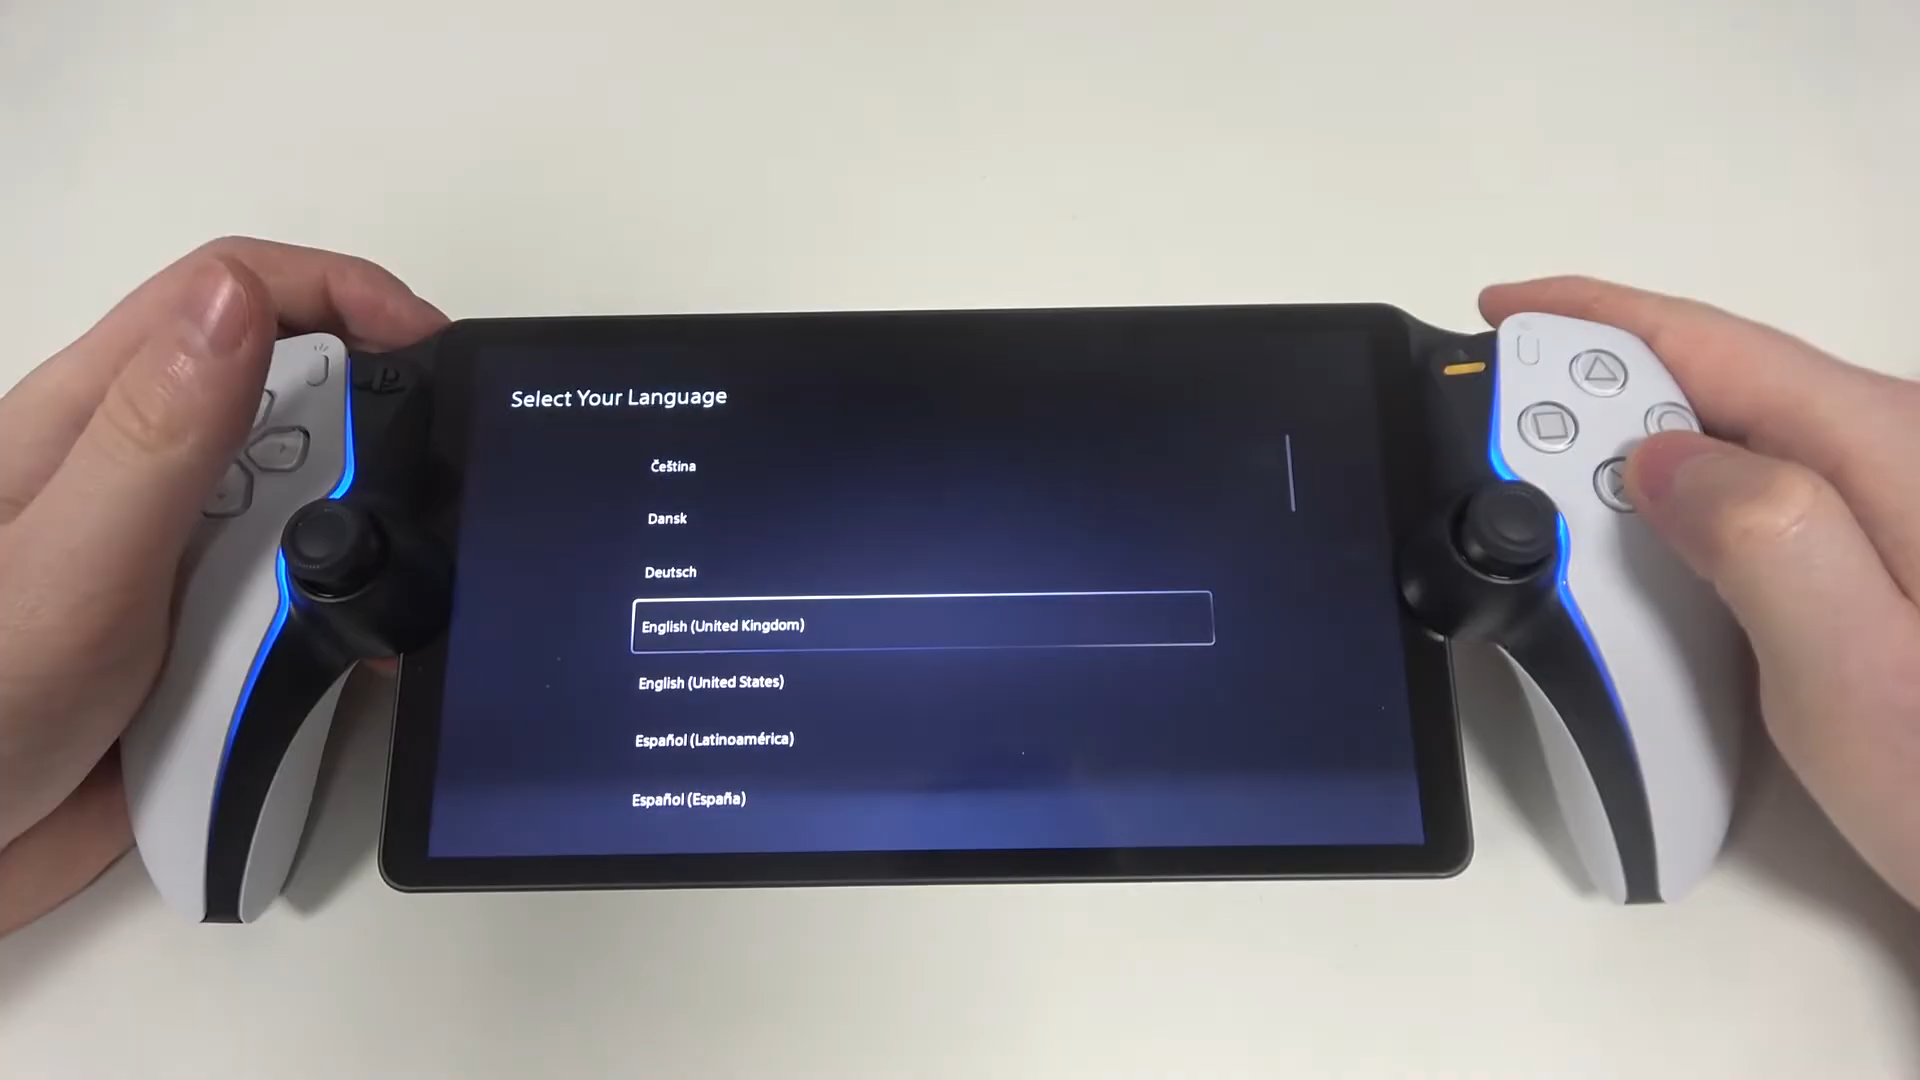 Select Your Language
Čeština
Dansk
Deutsch
English (United Kingdom)
English (United States)
Español (Latinoamérica)
Español (España)